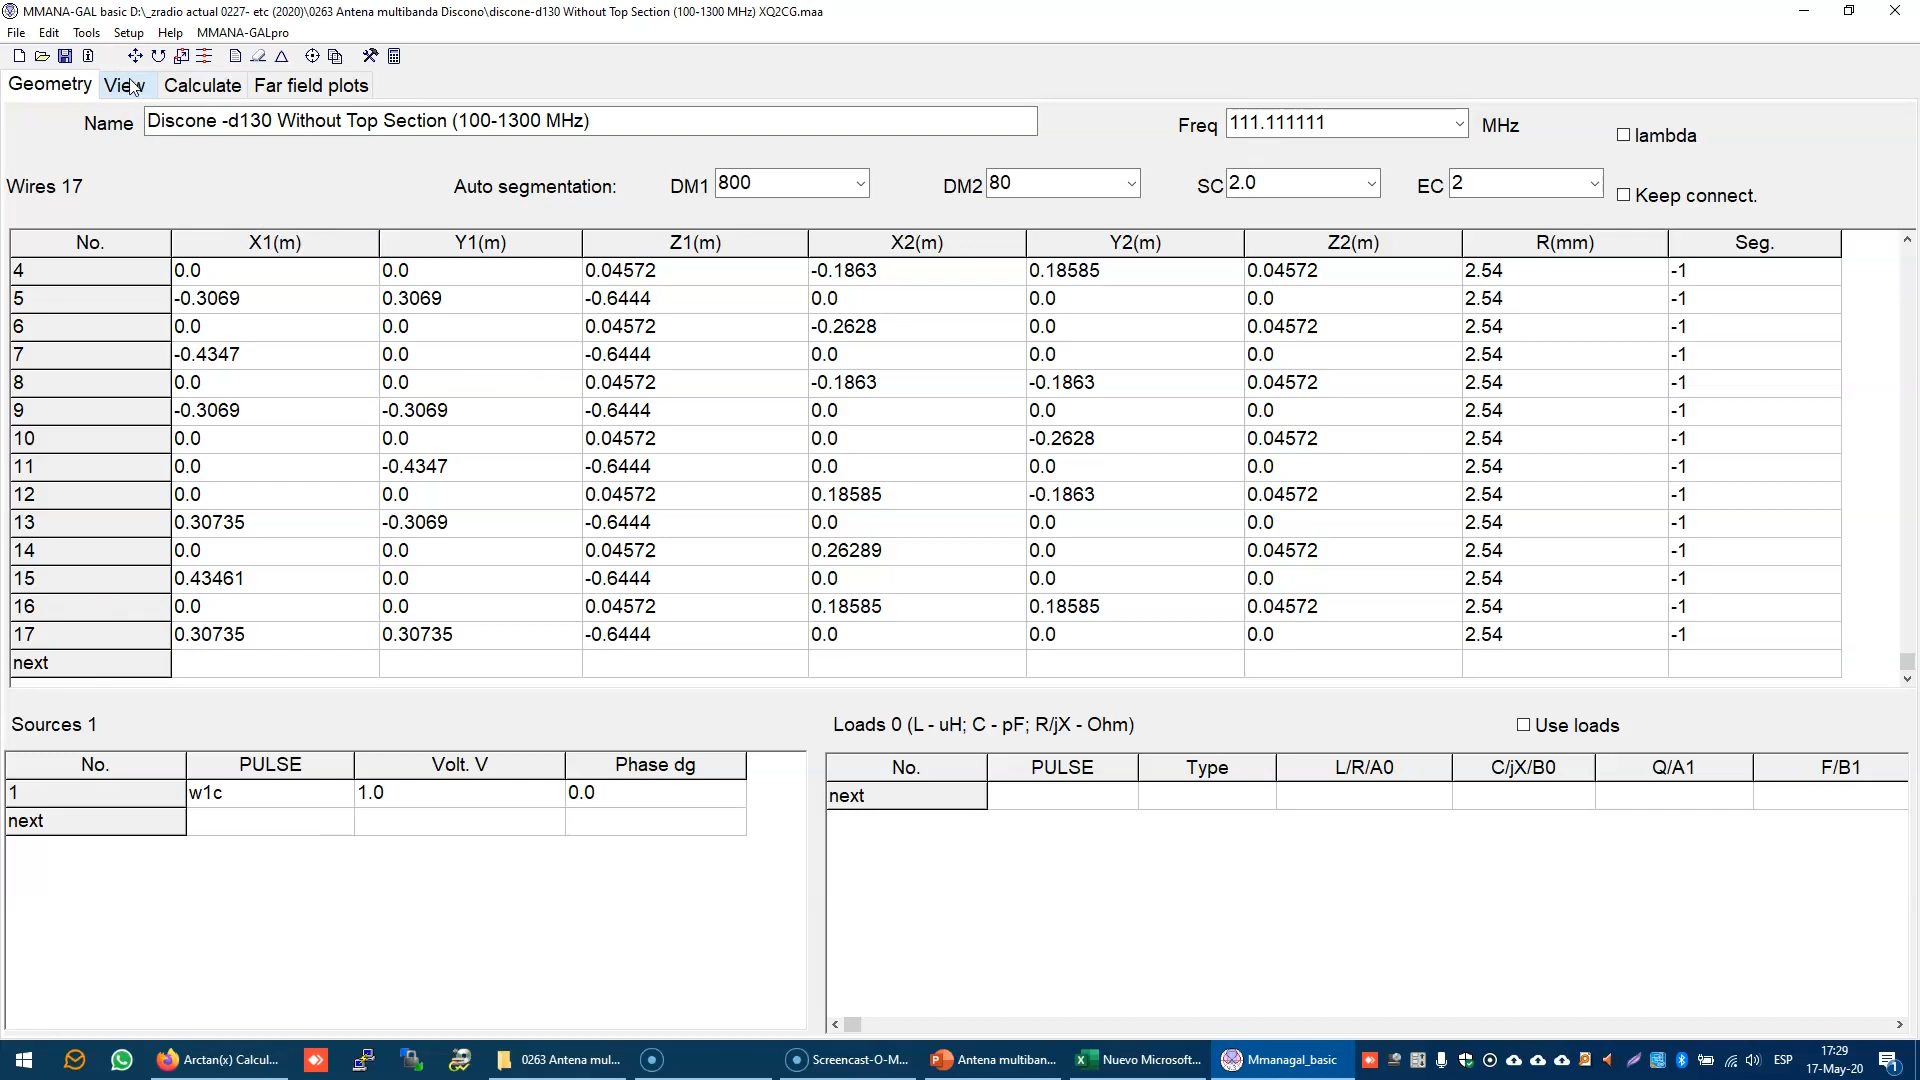 MMANA-GAL basic D:\_zradio actual 0227- etc (2020)\0263 Antena multibanda Discono\discone-d130 Without Top Section (100-1300 MHz) XQ2CG.maa
File Edit Tools Setup Help MMANA-GALpro
Geometry View Calculate Far field plots
Name Discone -d130 Without Top Section (100-1300 MHz) Freq 111.111111 MHz lambda
Wires 17 Auto segmentation: DM1 800 DM2 80 SC 2.0 EC 2 Keep connect.
No. X1(m) Y1(m) Z1(m) X2(m) Y2(m) Z2(m) R(mm) Seg.
4 0.0 0.0 0.04572 -0.1863 0.18585 0.04572 2.54 -1
5 -0.3069 0.3069 -0.6444 0.0 0.0 0.0 2.54 -1
6 0.0 0.0 0.04572 -0.2628 0.0 0.04572 2.54 -1
7 -0.4347 0.0 -0.6444 0.0 0.0 0.0 2.54 -1
8 0.0 0.0 0.04572 -0.1863 -0.1863 0.04572 2.54 -1
9 -0.3069 -0.3069 -0.6444 0.0 0.0 0.0 2.54 -1
10 0.0 0.0 0.04572 0.0 -0.2628 0.04572 2.54 -1
11 0.0 -0.4347 -0.6444 0.0 0.0 0.0 2.54 -1
12 0.0 0.0 0.04572 0.18585 -0.1863 0.04572 2.54 -1
13 0.30735 -0.3069 -0.6444 0.0 0.0 0.0 2.54 -1
14 0.0 0.0 0.04572 0.26289 0.0 0.04572 2.54 -1
15 0.43461 0.0 -0.6444 0.0 0.0 0.0 2.54 -1
16 0.0 0.0 0.04572 0.18585 0.18585 0.04572 2.54 -1
17 0.30735 0.30735 -0.6444 0.0 0.0 0.0 2.54 -1
next
Sources 1 Loads 0 (L - uH; C - pF; R/jX - Ohm) Use loads
No. PULSE Volt. V Phase dg
1 w1c 1.0 0.0
next
No. PULSE Type L/R/A0 C/jX/B0 Q/A1 F/B1
next
Arctan(x) Calcul... 0263 Antena mul... Screencast-O-M... Antena multiban... Nuevo Microsoft... Mmanagal_basic ESP 17:29
17-May-20 1